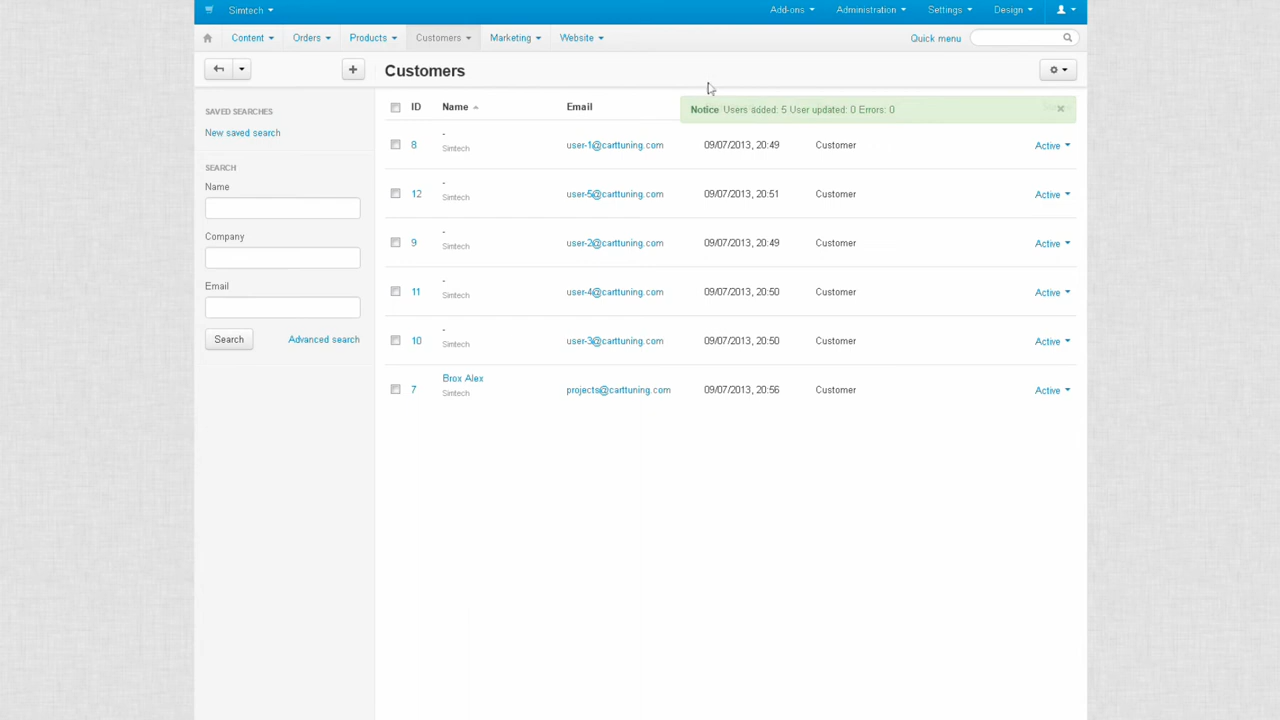 Simtech Add-ons Administration Settings Design
Content Orders Products Customers Marketing Website Quick menu
Customers
SAVED SEARCHES
New saved search
SEARCH
Name
Company
Email
Search Advanced search
ID Name Email
Notice Users added: 5 User updated: 0 Errors: 0
8 - user-1@carttuning.com 09/07/2013, 20:49 Customer Active
Simtech
12 - user-5@carttuning.com 09/07/2013, 20:51 Customer Active
Simtech
9 - user-2@carttuning.com 09/07/2013, 20:49 Customer Active
Simtech
11 - user-4@carttuning.com 09/07/2013, 20:50 Customer Active
Simtech
10 - user-3@carttuning.com 09/07/2013, 20:50 Customer Active
Simtech
7 Brox Alex projects@carttuning.com 09/07/2013, 20:56 Customer Active
Simtech